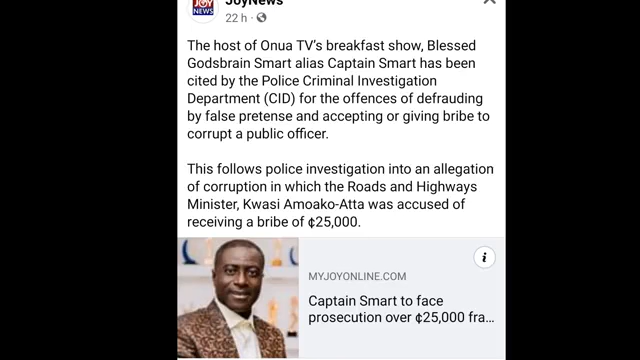 JOY
NEWS
JoyNews
22 h ·
The host of Onua TV's breakfast show, Blessed
Godsbrain Smart alias Captain Smart has been
cited by the Police Criminal Investigation
Department (CID) for the offences of defrauding
by false pretense and accepting or giving bribe to
corrupt a public officer.
This follows police investigation into an allegation
of corruption in which the Roads and Highways
Minister, Kwasi Amoako-Atta was accused of
receiving a bribe of ₵25,000.
i
MYJOYONLINE.COM
Captain Smart to face
prosecution over ₵25,000 fra...